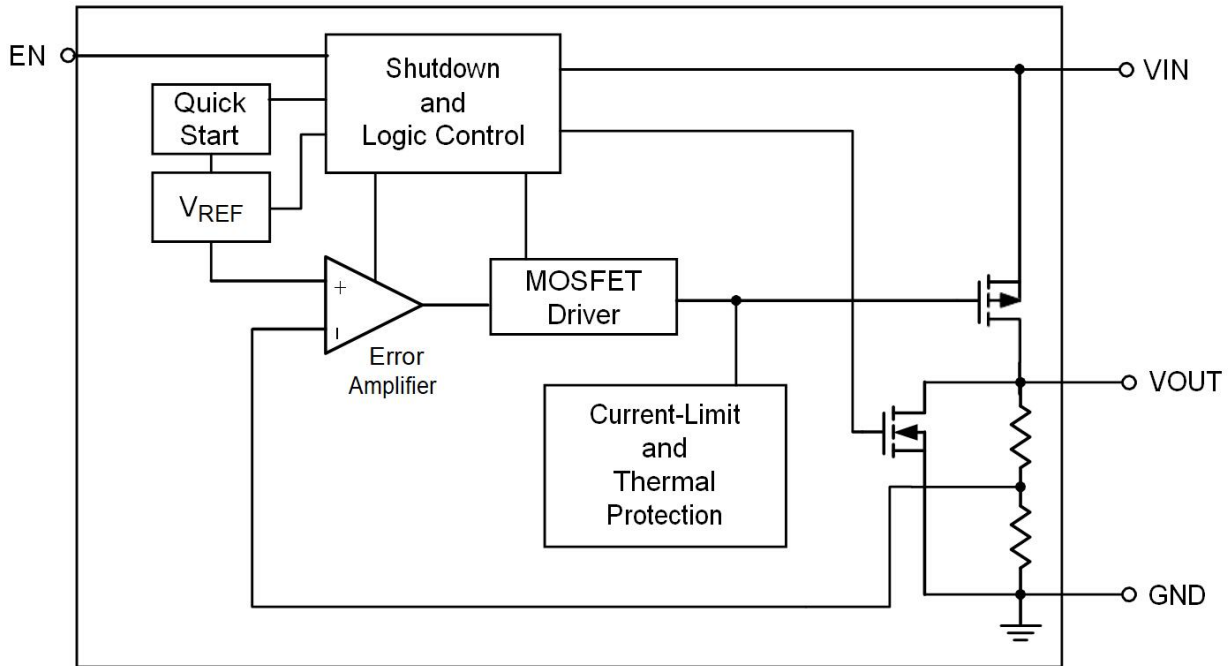 EN
Shutdown
and
Logic Control
VIN
Quick
Start
VREF
+
MOSFET
Driver
Error
Amplifier
VOUT
Current-Limit
and
Thermal
Protection
GND